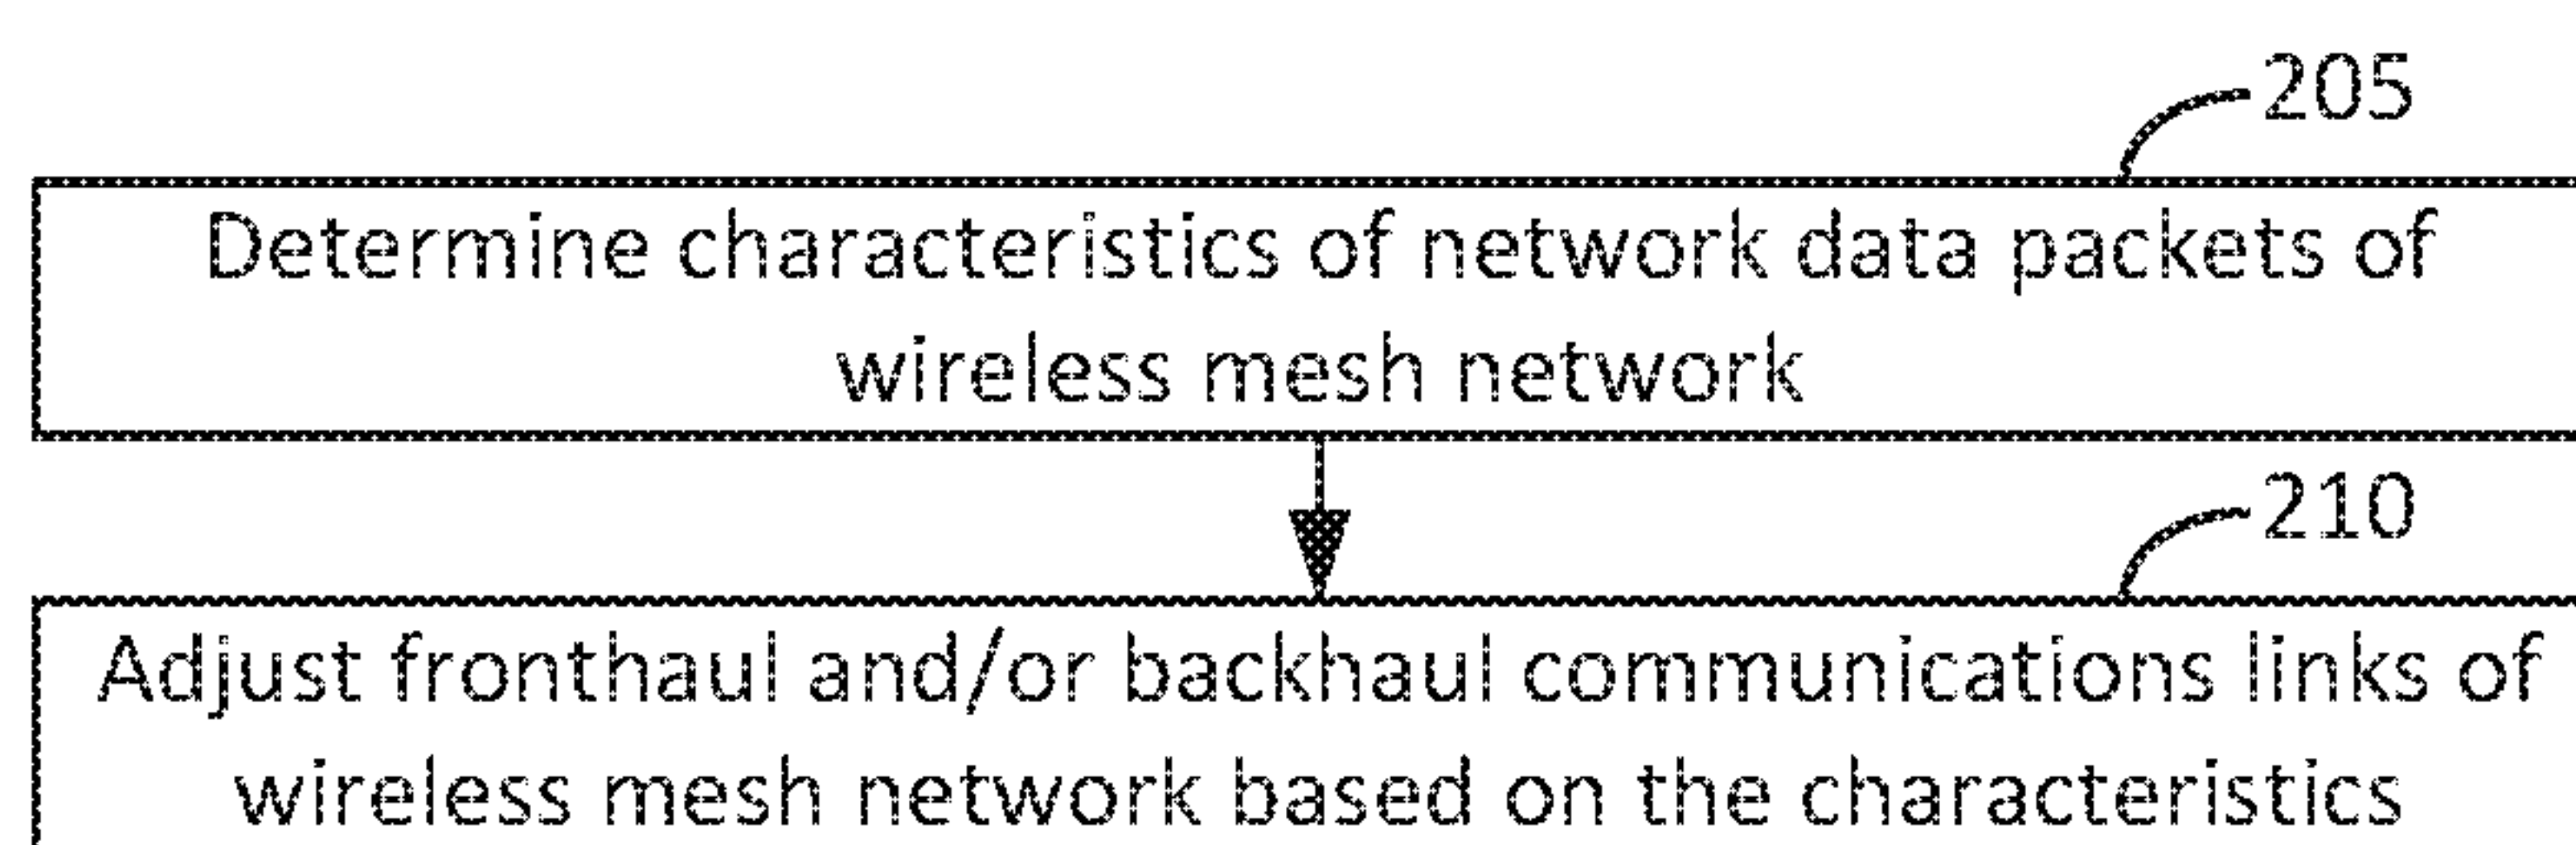 205
Determine characteristics of network data packets of
wireless mesh network
210
Adjust fronthaul and/or backhaul communications links of
wireless mesh network based on the characteristics